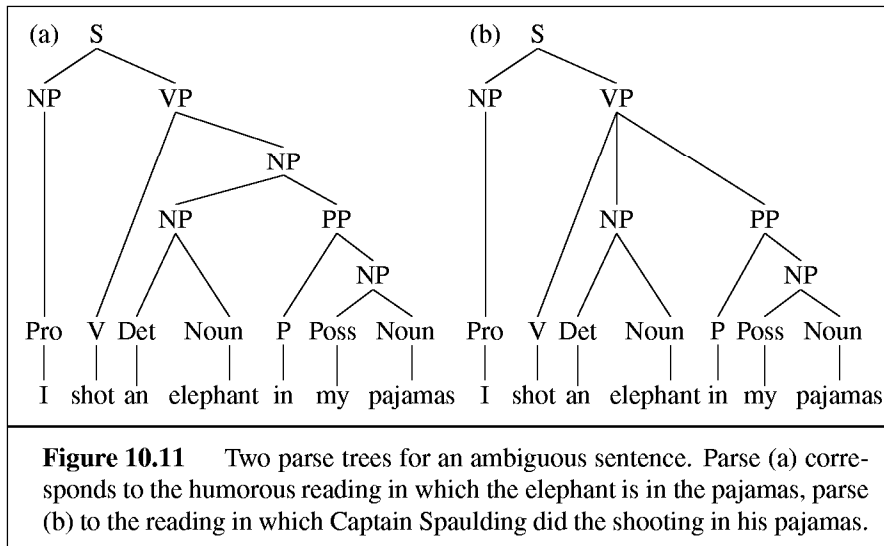 (a) S (b) S
NP VP NP VP
NP
NP PP NP PP
NP NP
Pro V Det Noun P Poss Noun Pro V Det Noun P Poss Noun
I shot an elephant in my pajamas I shot an elephant in my pajamas
Figure 10.11 Two parse trees for an ambiguous sentence. Parse (a) corre-
sponds to the humorous reading in which the elephant is in the pajamas, parse
(b) to the reading in which Captain Spaulding did the shooting in his pajamas.